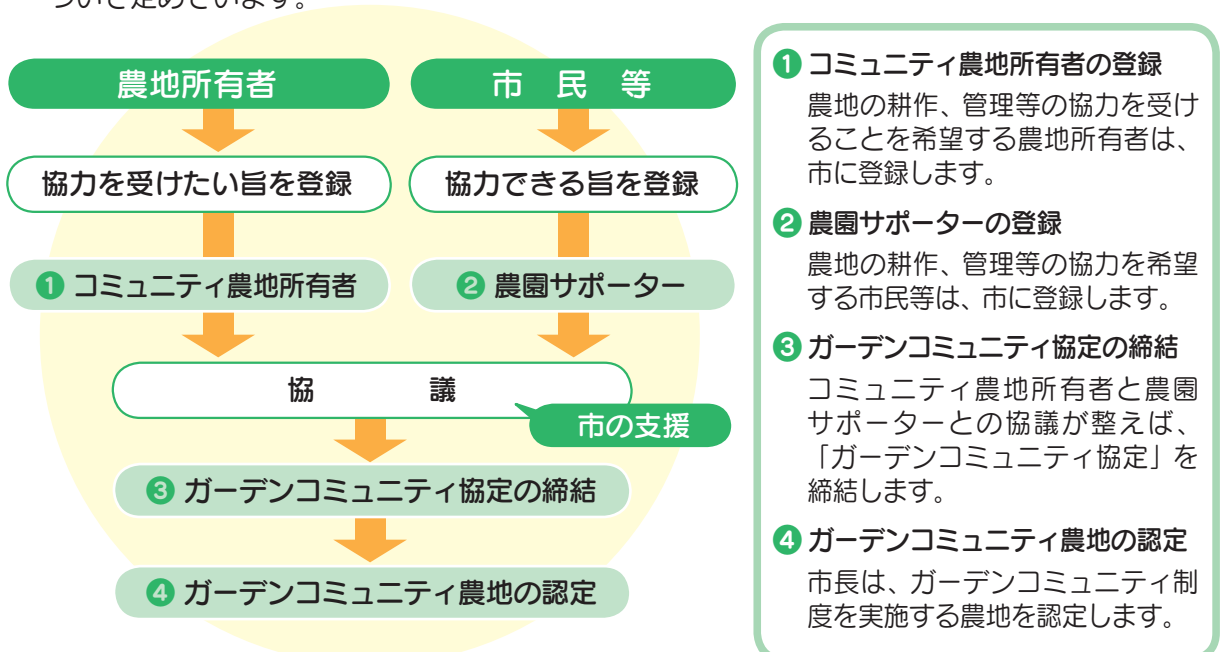 農地所有者
市民等
協力を受けたい旨を登録
協力できる旨を登録
❶ コミュニティ農地所有者
❷ 農園サポーター
協議
市の支援
❸ ガーデンコミュニティ協定の締結
❹ ガーデンコミュニティ農地の認定
❶ コミュニティ農地所有者の登録
農地の耕作、管理等の協力を受け
ることを希望する農地所有者は、
市に登録します。
❷ 農園サポーターの登録
農地の耕作、管理等の協力を希望
する市民等は、市に登録します。
❸ ガーデンコミュニティ協定の締結
コミュニティ農地所有者と農園
サポーターとの協議が整えば、
「ガーデンコミュニティ協定」を
締結します。
❹ ガーデンコミュニティ農地の認定
市長は、ガーデンコミュニティ制
度を実施する農地を認定します。